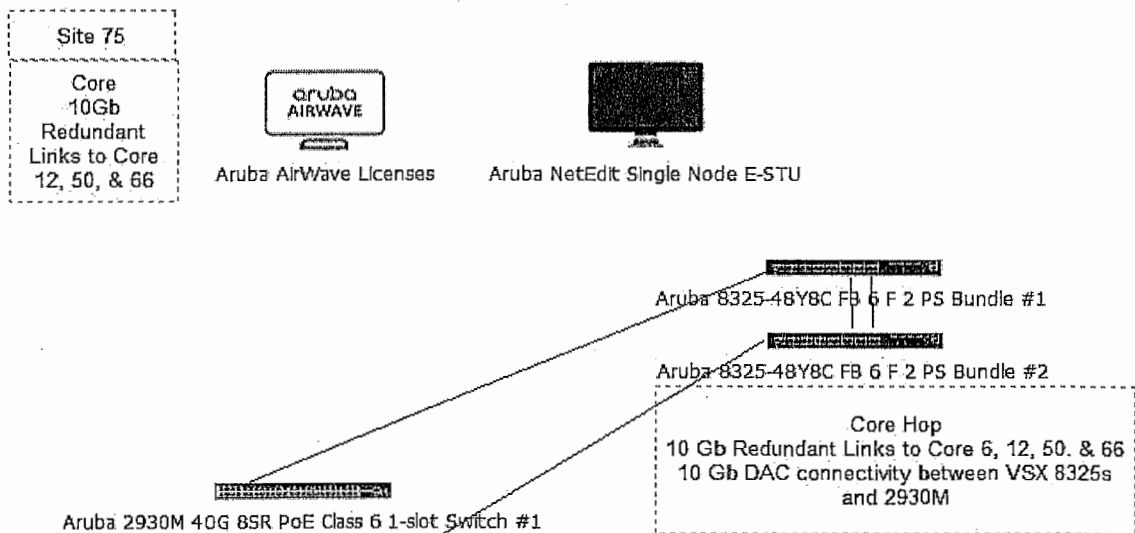 Site 75
Core
10Gb
Redundant
Links to Core
12, 50, & 66
aruba
AIRWAVE
Aruba AirWave Licenses
Aruba NetEdit Single Node E-STU
Aruba 8325-48Y8C FB 6 F 2 PS Bundle #1
Aruba 8325-48Y8C FB 6 F 2 PS Bundle #2
Core Hop
10 Gb Redundant Links to Core 6, 12, 50. & 66
10 Gb DAC connectivity between VSX 8325s
and 2930M
Aruba 2930M 40G 8SR PoE Class 6 1-slot Switch #1